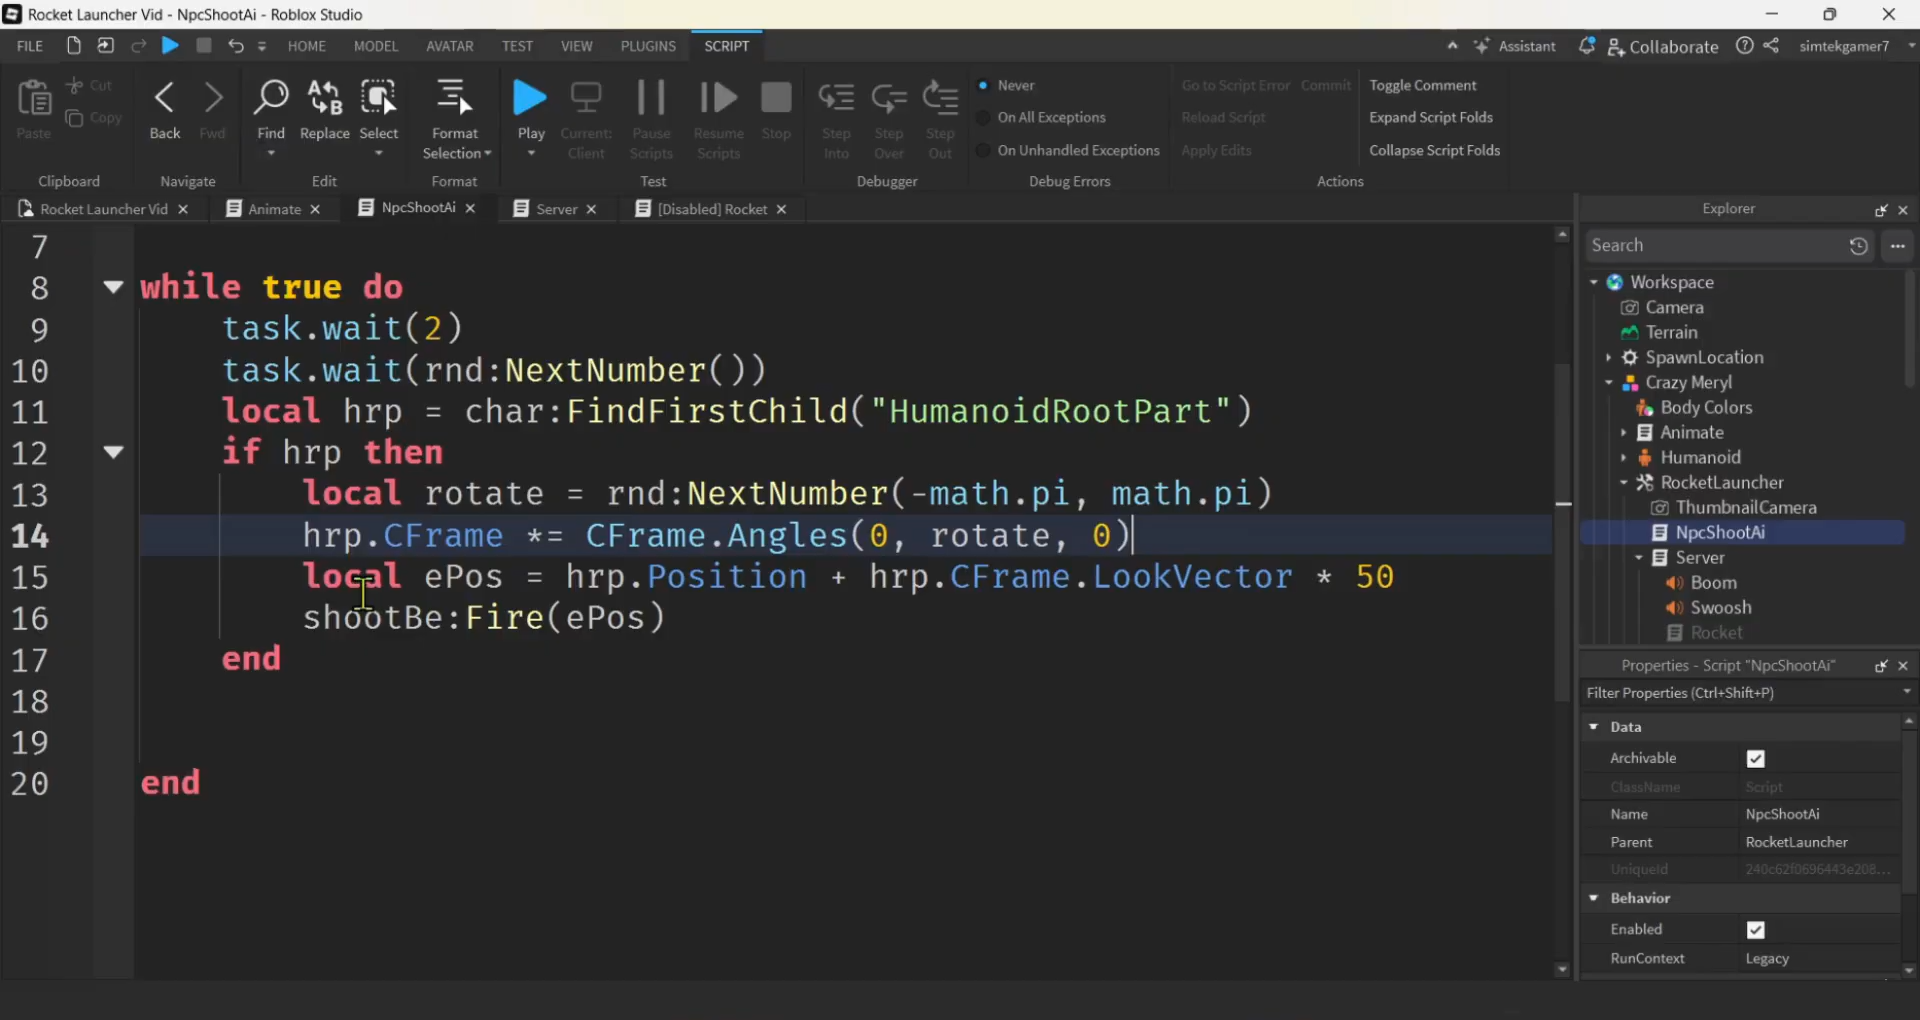 Rocket Launcher Vid - NpcShootAi - Roblox Studio
FILE HOME MODEL AVATAR TEST VIEW PLUGINS SCRIPT Assistant Collaborate simtekgamer7
Paste Cut Copy Clipboard
Back Fwd Navigate
Find Replace Select Edit
Format Selection Format
Play Current: Client Pause Scripts Resume Scripts Stop Test
Step Into Step Over Step Out Debugger
Never
On All Exceptions
On Unhandled Exceptions
Debug Errors
Go to Script Error Commit
Reload Script
Apply Edits
Toggle Comment
Expand Script Folds
Collapse Script Folds
Actions
Rocket Launcher Vid Animate NpcShootAi Server [Disabled] Rocket
7
8 while true do
9 task.wait(2)
10 task.wait(rnd:NextNumber())
11 local hrp = char:FindFirstChild("HumanoidRootPart")
12 if hrp then
13 local rotate = rnd:NextNumber(-math.pi, math.pi)
14 hrp.CFrame *= CFrame.Angles(0, rotate, 0)
15 local ePos = hrp.Position + hrp.CFrame.LookVector * 50
16 shootBe:Fire(ePos)
17 end
18
19
20 end
Explorer
Search
Workspace
Camera
Terrain
SpawnLocation
Crazy Meryl
Body Colors
Animate
Humanoid
RocketLauncher
ThumbnailCamera
NpcShootAi
Server
Boom
Swoosh
Rocket
Properties - Script "NpcShootAi"
Filter Properties (Ctrl+Shift+P)
Data
Archivable
ClassName Script
Name NpcShootAi
Parent RocketLauncher
UniqueId 240c62f0696443e208...
Behavior
Enabled
RunContext Legacy